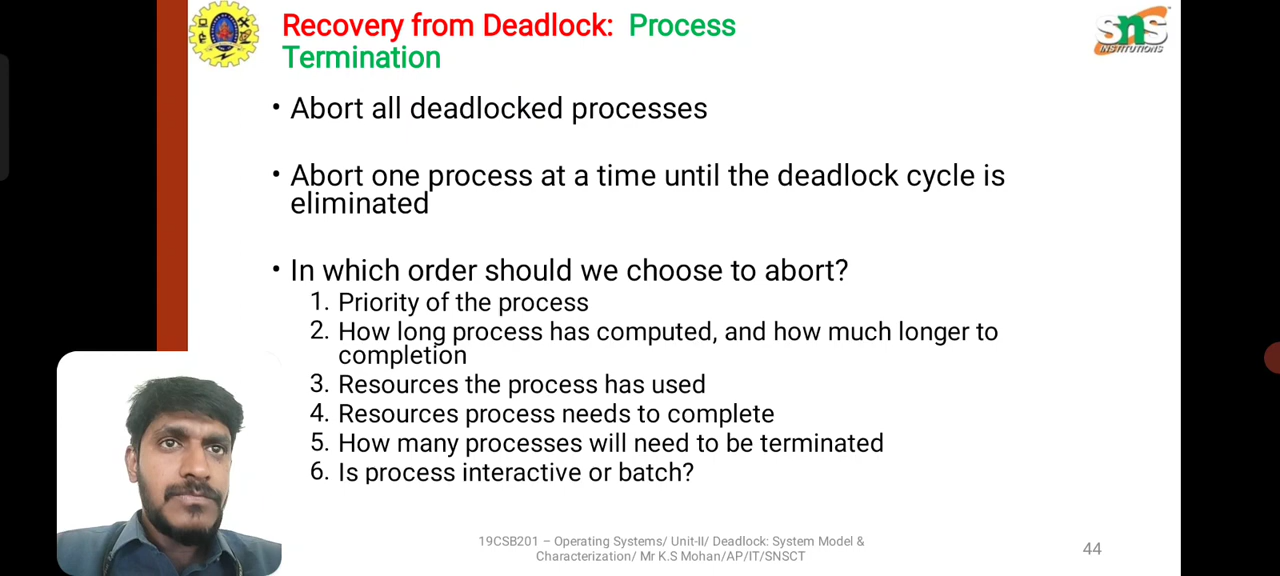 Recovery from Deadlock: Process
Termination
sns
INSTITUTIONS
• Abort all deadlocked processes
• Abort one process at a time until the deadlock cycle is
eliminated
• In which order should we choose to abort?
1. Priority of the process
2. How long process has computed, and how much longer to
completion
3. Resources the process has used
4. Resources process needs to complete
5. How many processes will need to be terminated
6. Is process interactive or batch?
19CSB201 – Operating Systems/ Unit-II/ Deadlock: System Model &
Characterization/ Mr K.S Mohan/AP/IT/SNSCT
44